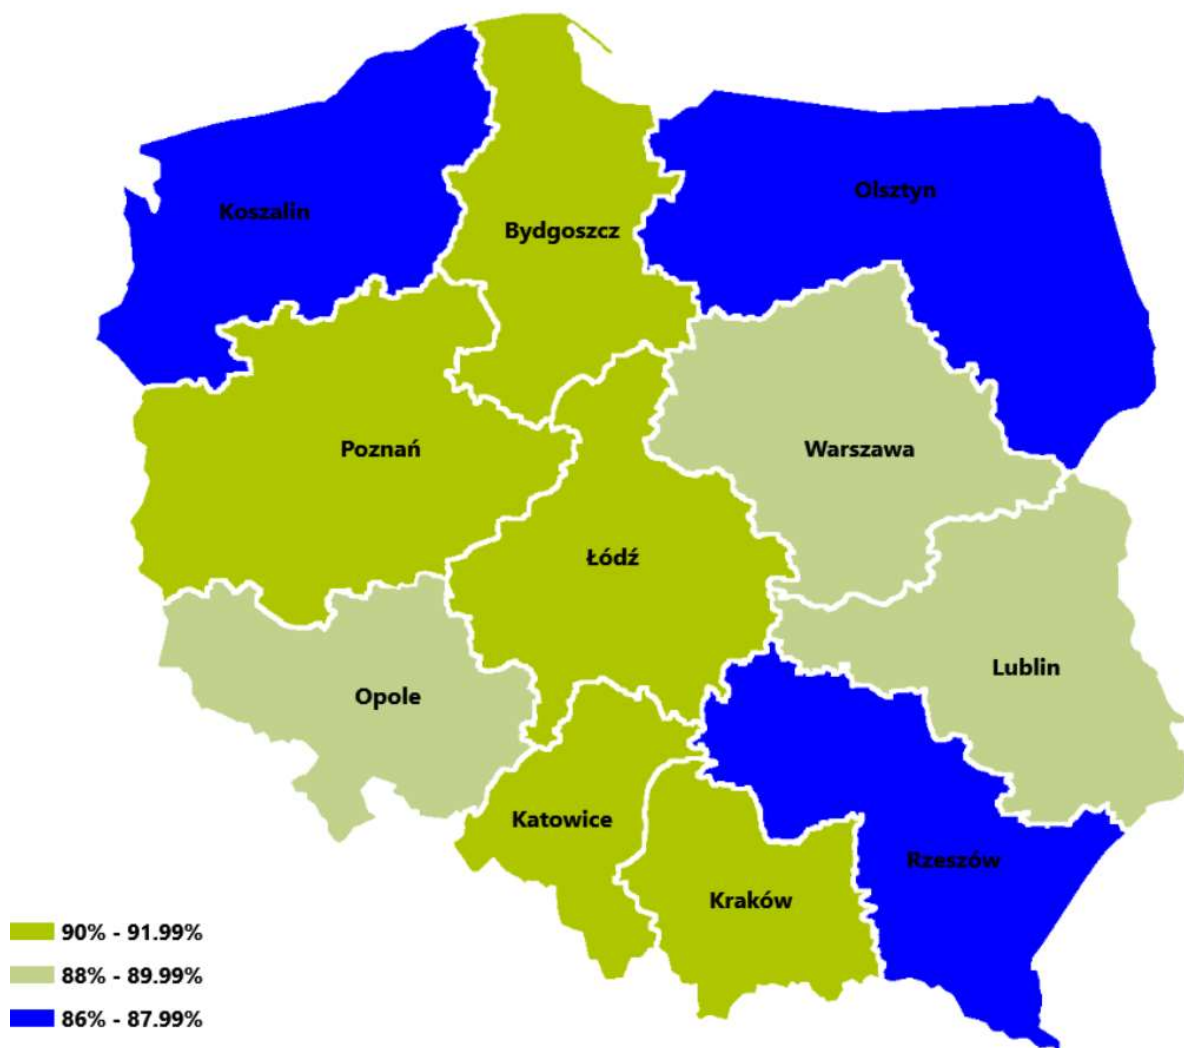 Olsztyn
Koszalin
Bydgoszcz
Poznań
Warszawa
Łódź
Lublin
Opole
Katowice
Rzeszów
Kraków
90% - 91.99%
88% - 89.99%
86% - 87.99%